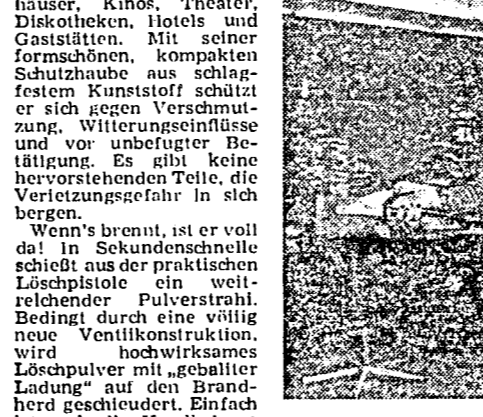 häuser, Kinos, Theater,
Diskotheken, Hotels und
Gaststätten. Mit seiner
formschönen, kompakten
Schutzhaube aus schlag-
festem Kunststoff schützt
er sich gegen Verschmut-
zung, Witterungseinflüsse
und vor unbefugter Be-
tätigung. Es gibt keine
hervorstehenden Teile, die
Verletzungsgefahr in sich
bergen.
Wenn's brennt, ist er voll
da! In Sekundenschnelle
schießt aus der praktischen
Löschpistole ein weit-
reichender Pulverstrahl.
Bedingt durch eine völlig
neue Ventilkonstruktion,
wird hochwirksames
Löschpulver mit „geballter
Ladung“ auf den Brand-
herd geschleudert. Einfach